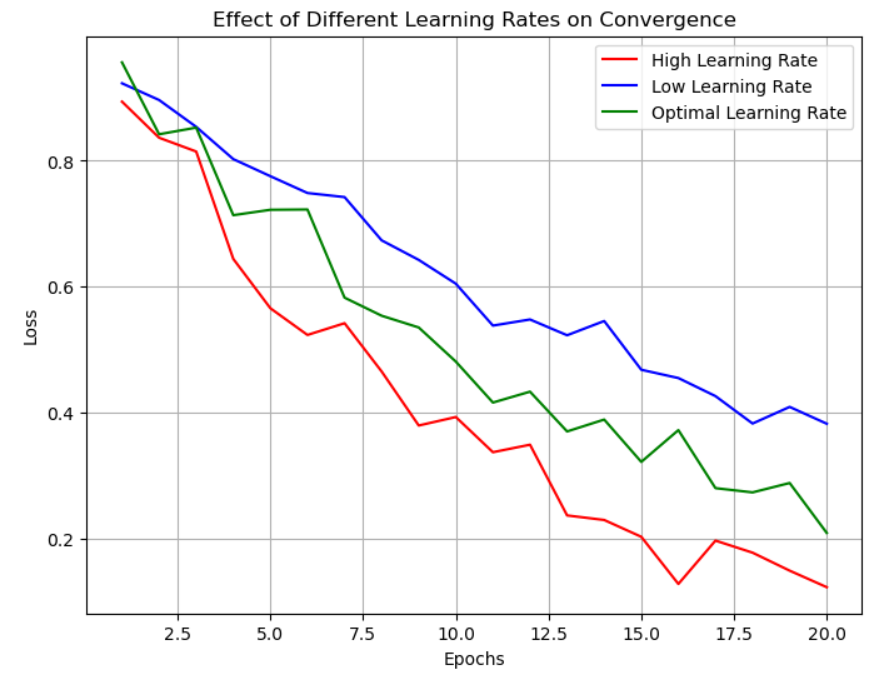 Effect of Different Learning Rates on Convergence
High Learning Rate
Low Learning Rate
Optimal Learning Rate
Loss
0.8
0.6
0.4
0.2
2.5 5.0 7.5 10.0 12.5 15.0 17.5 20.0
Epochs